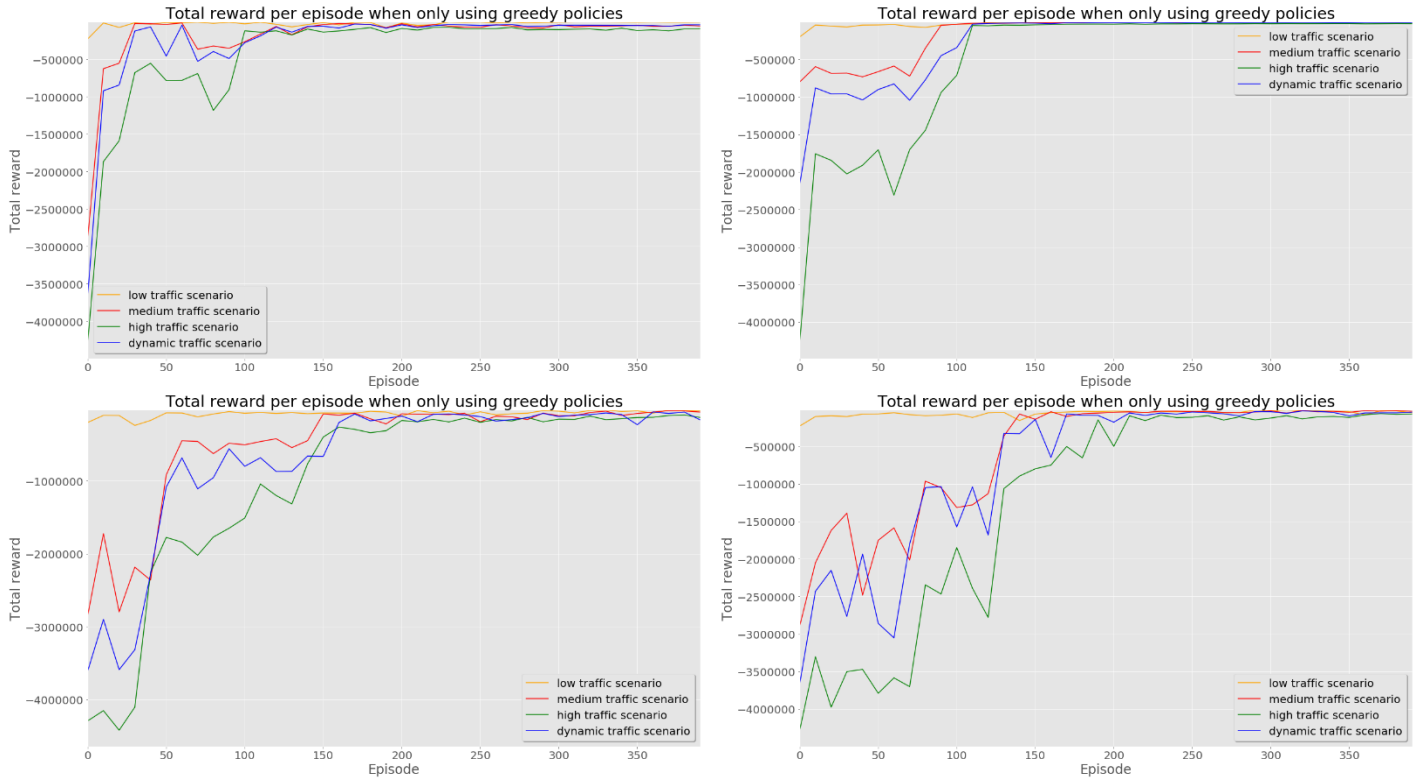 Total reward per episode when only using greedy policies
Total reward
−500000
−1000000
−1500000
−2000000
−2500000
−3000000
−3500000
−4000000
low traffic scenario
medium traffic scenario
high traffic scenario
dynamic traffic scenario
0 50 100 150 200 250 300 350
Episode
Total reward per episode when only using greedy policies
Total reward
−500000
−1000000
−1500000
−2000000
−2500000
−3000000
−3500000
−4000000
low traffic scenario
medium traffic scenario
high traffic scenario
dynamic traffic scenario
0 50 100 150 200 250 300 350
Episode
Total reward per episode when only using greedy policies
Total reward
−1000000
−2000000
−3000000
−4000000
low traffic scenario
medium traffic scenario
high traffic scenario
dynamic traffic scenario
0 50 100 150 200 250 300 350
Episode
Total reward per episode when only using greedy policies
Total reward
−500000
−1000000
−1500000
−2000000
−2500000
−3000000
−3500000
−4000000
low traffic scenario
medium traffic scenario
high traffic scenario
dynamic traffic scenario
0 50 100 150 200 250 300 350
Episode